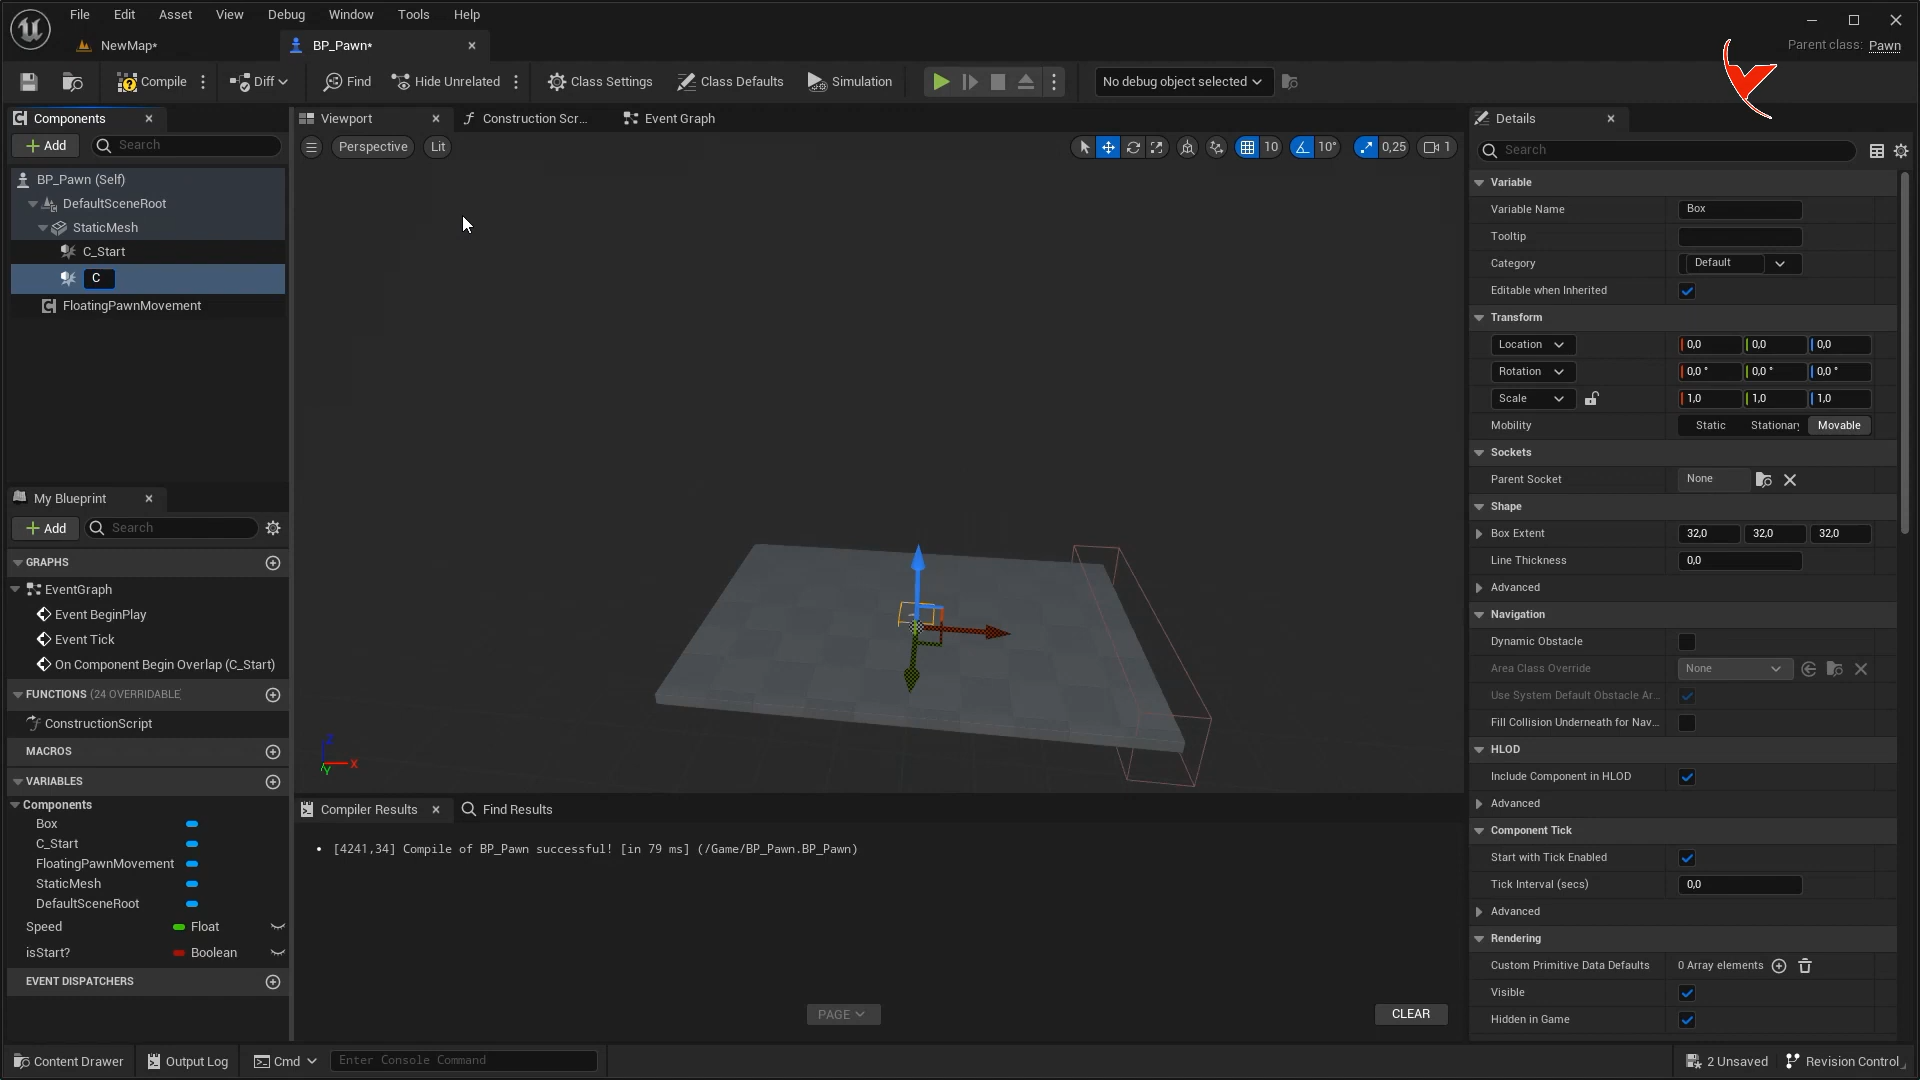 File Edit Asset View Debug Window Tools Help
NewMap*
BP_Pawn*
Parent class: Pawn
Compile
Diff
Find
Hide Unrelated
Class Settings
Class Defaults
Simulation
No debug object selected
Components
Add
Search
BP_Pawn (Self)
DefaultSceneRoot
StaticMesh
C_Start
C
FloatingPawnMovement
My Blueprint
Add
Search
GRAPHS
EventGraph
Event BeginPlay
Event Tick
On Component Begin Overlap (C_Start)
FUNCTIONS (24 OVERRIDABLE
ConstructionScript
MACROS
VARIABLES
Components
Box
C_Start
FloatingPawnMovement
StaticMesh
DefaultSceneRoot
Speed Float
isStart? Boolean
EVENT DISPATCHERS
Viewport
Construction Scr...
Event Graph
Perspective
Lit
10
10°
0,25
1
Z
X
Y
Compiler Results
Find Results
[4241,34] Compile of BP_Pawn successful! [in 79 ms] (/Game/BP_Pawn.BP_Pawn)
PAGE
CLEAR
Details
Search
Variable
Variable Name Box
Tooltip
Category Default
Editable when Inherited
Transform
Location 0,0 0,0 0,0
Rotation 0,0 ° 0,0 ° 0,0 °
Scale 1,0 1,0 1,0
Mobility Static Stationary Movable
Sockets
Parent Socket None
Shape
Box Extent 32,0 32,0 32,0
Line Thickness 0,0
Advanced
Navigation
Dynamic Obstacle
Area Class Override None
Use System Default Obstacle Ar...
Fill Collision Underneath for Nav...
HLOD
Include Component in HLOD
Advanced
Component Tick
Start with Tick Enabled
Tick Interval (secs) 0,0
Advanced
Rendering
Custom Primitive Data Defaults 0 Array elements
Visible
Hidden in Game
Content Drawer
Output Log
Cmd
Enter Console Command
2 Unsaved
Revision Control